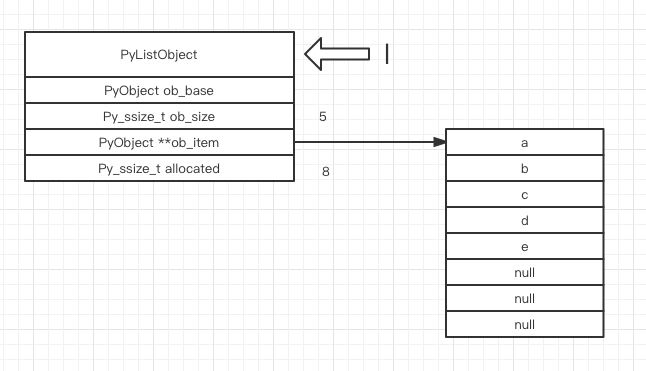 PyListObject
l
PyObject ob_base
Py_ssize_t ob_size
5
PyObject **ob_item
Py_ssize_t allocated
8
a
b
c
d
e
null
null
null